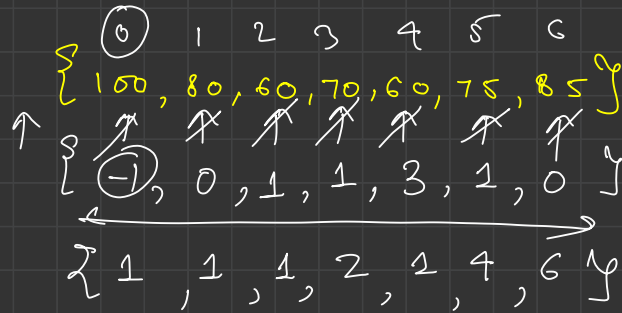 0 1 2 3 4 5 6
{ 100, 80, 60, 70, 60, 75, 85 }
{ -1, 0, 1, 1, 3, 1, 0 }
{ 1, 1, 1, 2, 1, 4, 6 }